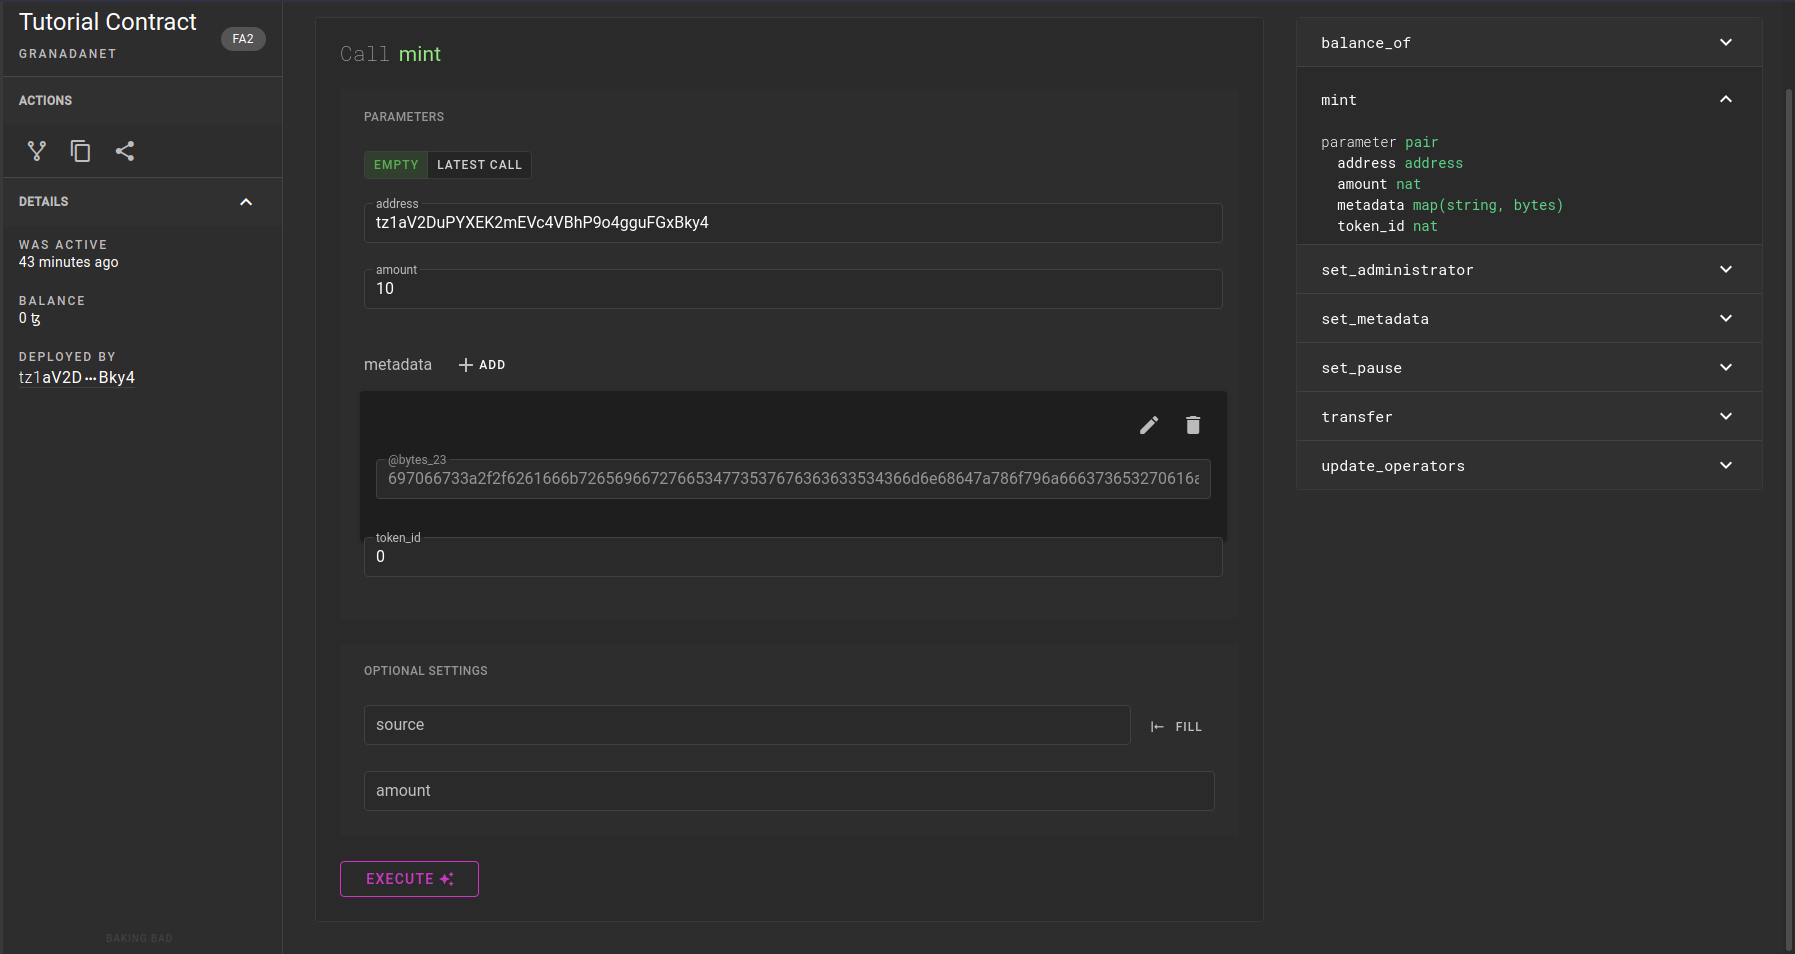 Tutorial Contract
FA2
GRANADANET
ACTIONS
DETAILS
WAS ACTIVE
43 minutes ago
BALANCE
0 ꜩ
DEPLOYED BY
tz1aV2D•••Bky4
BAKING BAD
Call mint
PARAMETERS
EMPTY LATEST CALL
address
tz1aV2DuPYXEK2mEVc4VBhP9o4gguFGxBky4
amount
10
metadata + ADD
@bytes_23
token_id
0
OPTIONAL SETTINGS
source
FILL
amount
EXECUTE
balance_of
mint
parameter pair
address address
amount nat
metadata map(string, bytes)
token_id nat
set_administrator
set_metadata
set_pause
transfer
update_operators